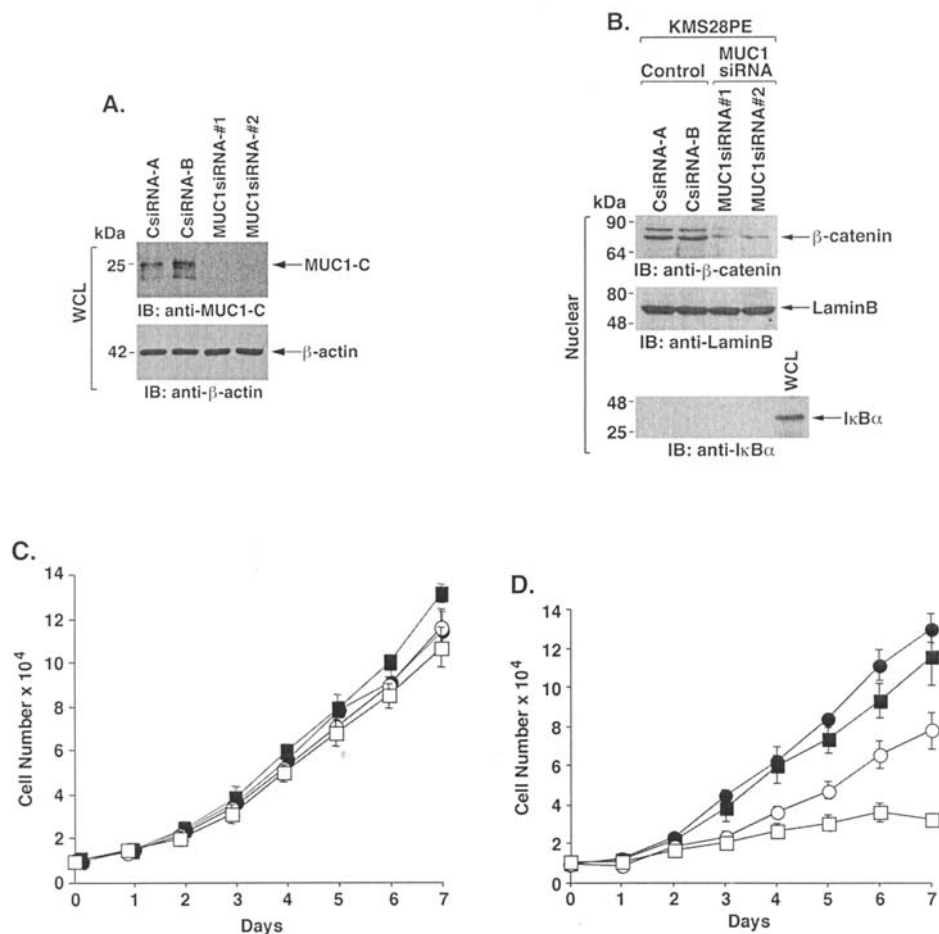 A.
CsiRNA-A
CsiRNA-B
MUC1siRNA-#1
MUC1siRNA-#2
kDa
WCL
25
MUC1-C
IB: anti-MUC1-C
42
β-actin
IB: anti-β-actin
B.
KMS28PE
Control
MUC1
siRNA
CsiRNA-A
CsiRNA-B
MUC1siRNA#1
MUC1siRNA#2
kDa
Nuclear
90
64
β-catenin
IB: anti-β-catenin
80
48
LaminB
IB: anti-LaminB
WCL
48
25
IκBα
IB: anti-IκBα
C.
Cell Number x 10⁴
14
12
10
8
6
4
2
0
0 1 2 3 4 5 6 7
Days
D.
Cell Number x 10⁴
14
12
10
8
6
4
2
0
0 1 2 3 4 5 6 7
Days